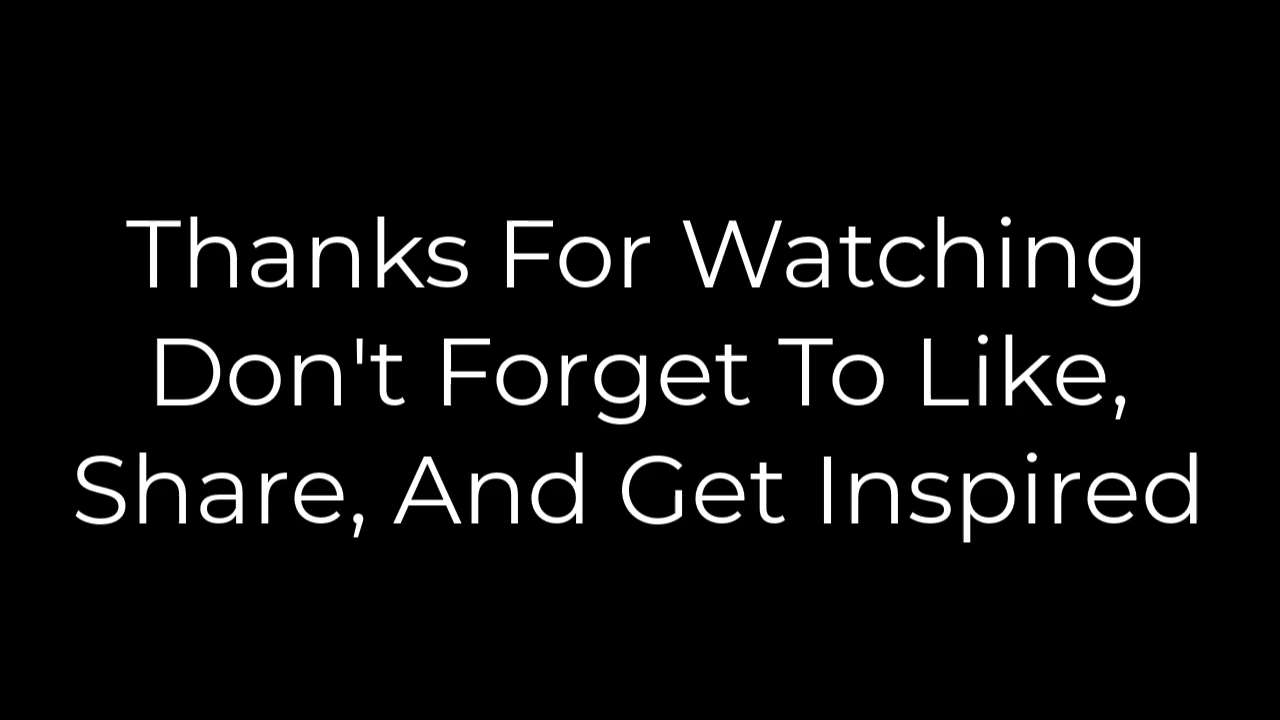 Thanks For Watching
Don't Forget To Like,
Share, And Get Inspired